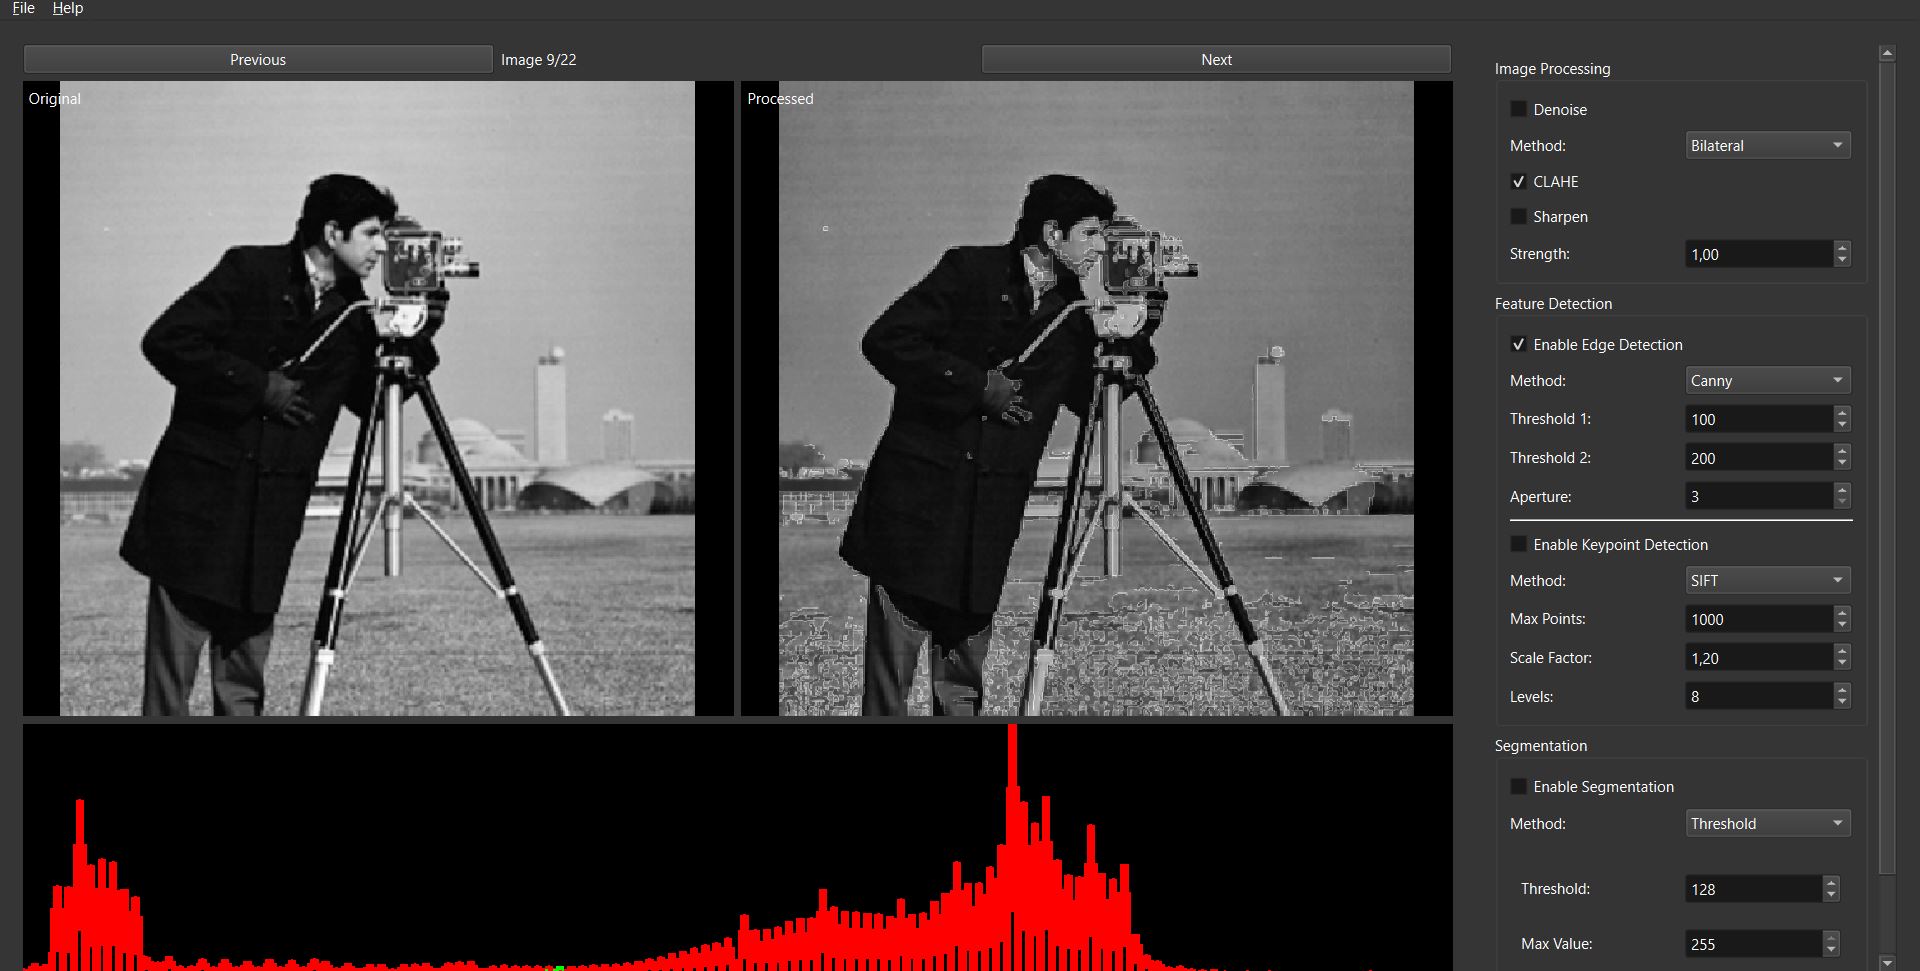 File Help
Previous Image 9/22 Next
Original
Processed
Image Processing
Denoise
Method: Bilateral
CLAHE
Sharpen
Strength: 1,00
Feature Detection
Enable Edge Detection
Method: Canny
Threshold 1: 100
Threshold 2: 200
Aperture: 3
Enable Keypoint Detection
Method: SIFT
Max Points: 1000
Scale Factor: 1,20
Levels: 8
Segmentation
Enable Segmentation
Method: Threshold
Threshold: 128
Max Value: 255